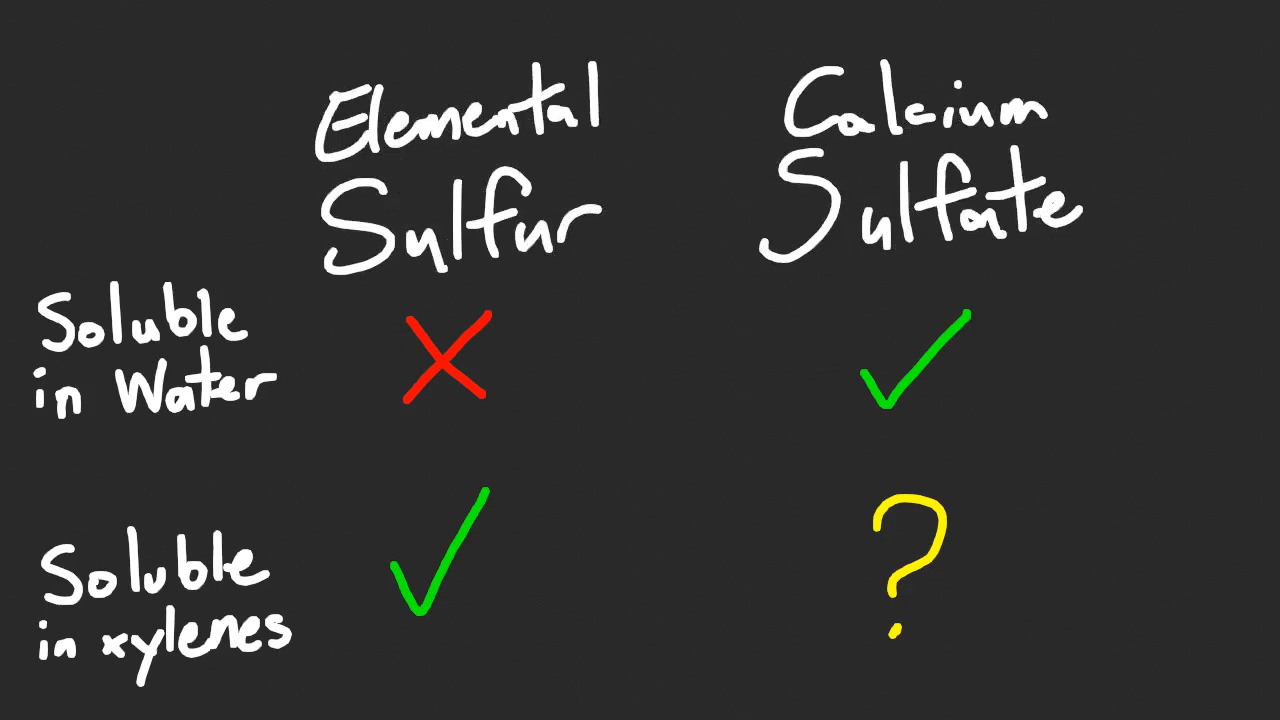 Elemental
Sulfur
Calcium
Sulfate
Soluble
in Water
Soluble
in xylenes
?